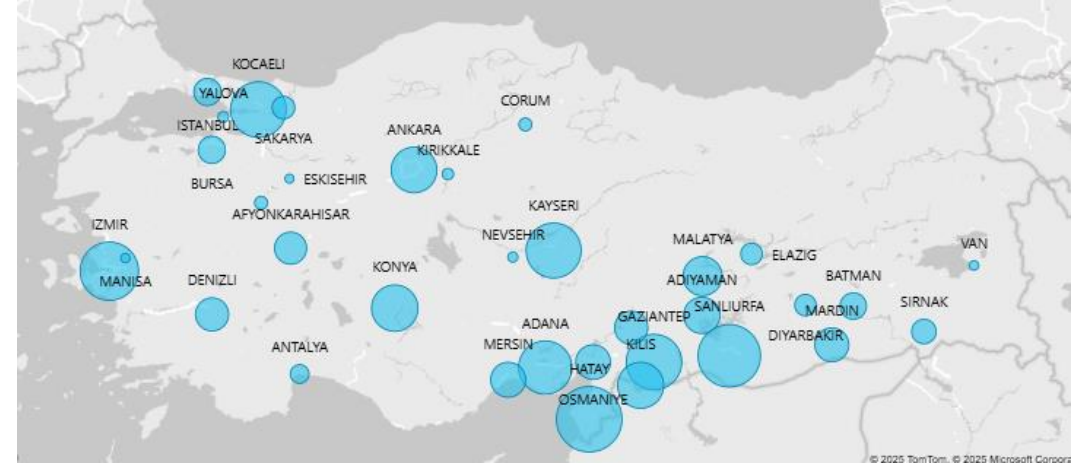 KOCAELI
YALOVA
CORUM
ISTANBUL
ANKARA
SAKARYA
KIRIKKALE
BURSA
ESKISEHIR
AFYONKARAHISAR
KAYSERI
IZMIR
NEVSEHIR
MALATYA
VAN
ELAZIG
KONYA
BATMAN
MANISA
DENIZLI
ADIYAMAN
SIRNAK
SANLIURFA
MARDIN
GAZIANTEP
ADANA
DIYARBAKIR
MERSIN
KILIS
ANTALYA
HATAY
OSMANIYE
© 2025 TomTom, © 2025 Microsoft Corpora